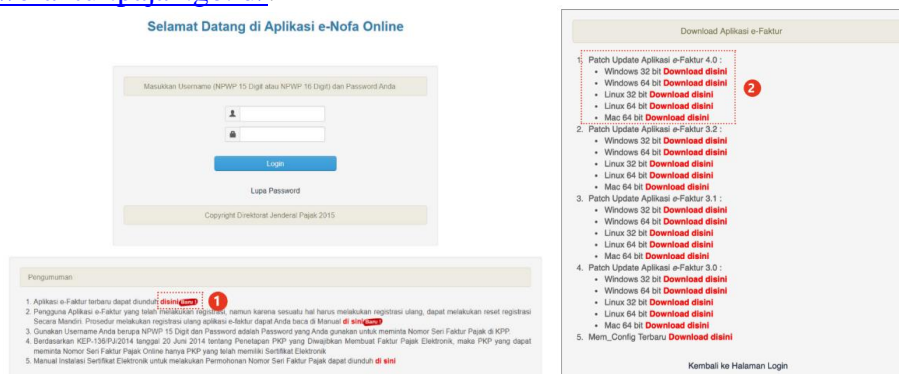 Selamat Datang di Aplikasi e-Nofa Online
Masukkan Username (NPWP 15 Digit atau NPWP 16 Digit) dan Password Anda
Login
Lupa Password
Copyright Direktorat Jenderal Pajak 2015
Pengumuman
1. Aplikasi e-Faktur terbaru dapat diunduh disini Baru !
1
2. Pengguna Aplikasi e-Faktur yang telah melakukan registrasi, namun karena sesuatu hal harus melakukan registrasi ulang, dapat melakukan reset registrasi
Secara Mandiri. Prosedur melakukan registrasi ulang aplikasi e-faktur dapat Anda baca di Manual di sini Baru !
3. Gunakan Username Anda berupa NPWP 15 Digit dan Password adalah Password yang Anda gunakan untuk meminta Nomor Seri Faktur Pajak di KPP.
4. Berdasarkan KEP-136/PJ/2014 tanggal 20 Juni 2014 tentang Penetapan PKP yang Diwajibkan Membuat Faktur Pajak Elektronik, maka PKP yang dapat
meminta Nomor Seri Faktur Pajak Online hanya PKP yang telah memiliki Sertifikat Elektronik
5. Manual Instalasi Sertifikat Elektronik untuk melakukan Permohonan Nomor Seri Faktur Pajak dapat diunduh di sini
Download Aplikasi e-Faktur
1. Patch Update Aplikasi e-Faktur 4.0 :
• Windows 32 bit Download disini
• Windows 64 bit Download disini
• Linux 32 bit Download disini
• Linux 64 bit Download disini
• Mac 64 bit Download disini
2
2. Patch Update Aplikasi e-Faktur 3.2 :
• Windows 32 bit Download disini
• Windows 64 bit Download disini
• Linux 32 bit Download disini
• Linux 64 bit Download disini
• Mac 64 bit Download disini
3. Patch Update Aplikasi e-Faktur 3.1 :
• Windows 32 bit Download disini
• Windows 64 bit Download disini
• Linux 32 bit Download disini
• Linux 64 bit Download disini
• Mac 64 bit Download disini
4. Patch Update Aplikasi e-Faktur 3.0 :
• Windows 32 bit Download disini
• Windows 64 bit Download disini
• Linux 32 bit Download disini
• Linux 64 bit Download disini
• Mac 64 bit Download disini
5. Mem_Config Terbaru Download disini
Kembali ke Halaman Login